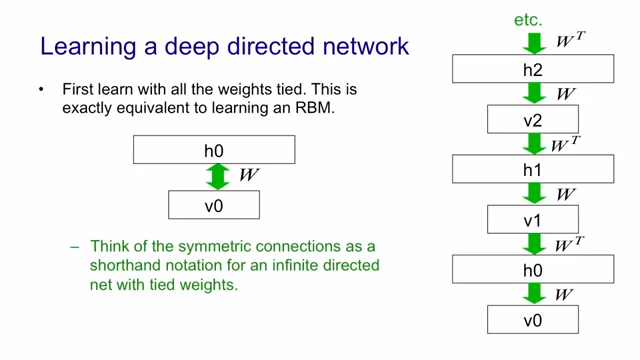 Learning a deep directed network
• First learn with all the weights tied. This is
exactly equivalent to learning an RBM.
h0
W
v0
– Think of the symmetric connections as a
shorthand notation for an infinite directed
net with tied weights.
etc.
W^T
h2
W
v2
W^T
h1
W
v1
W^T
h0
W
v0